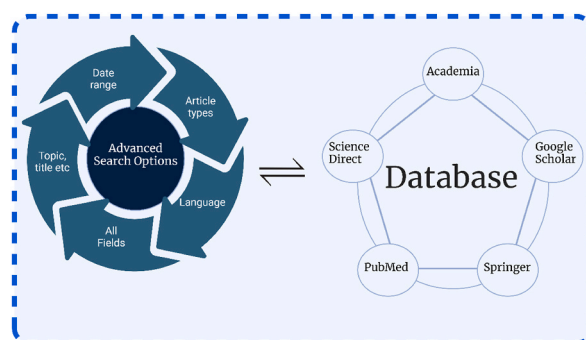 Date
range
Article
types
Advanced
Search Options
Topic,
title etc
Language
All
Fields
Academia
Science
Direct
Google
Scholar
Database
PubMed
Springer